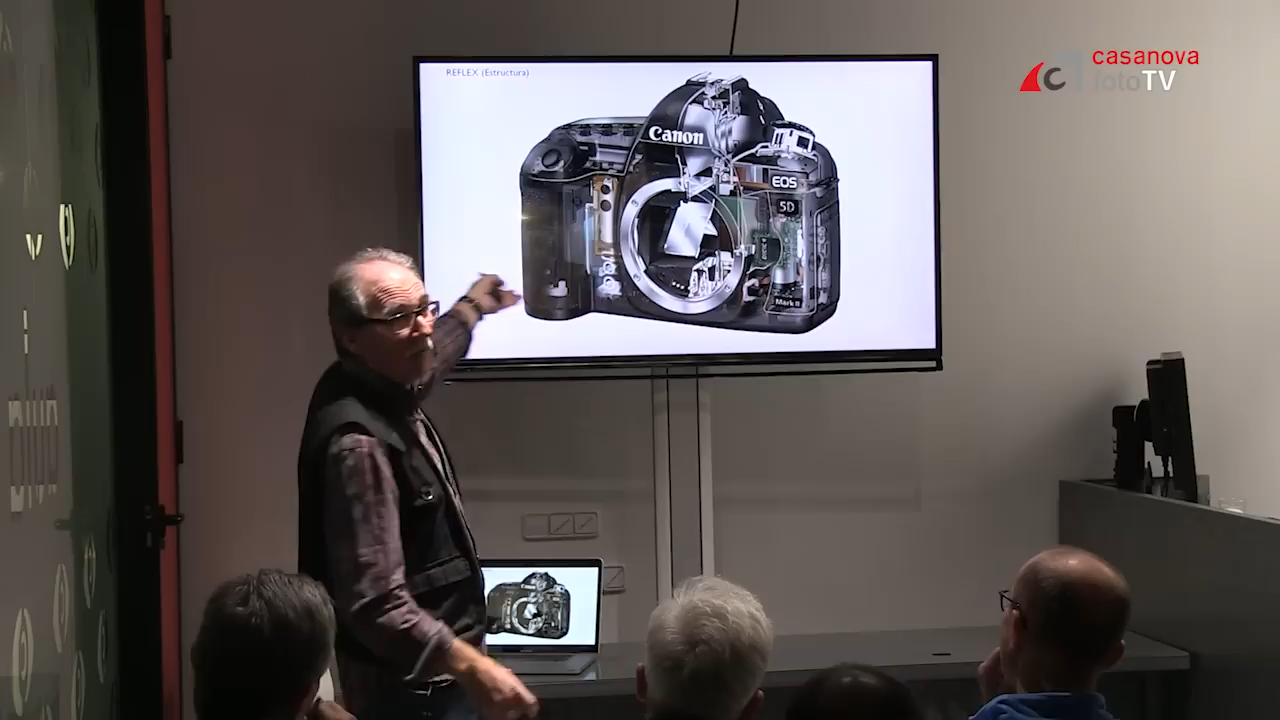 REFLEX (Estructura)
casanova
fotoTV
Canon
EOS
5D
Mark II